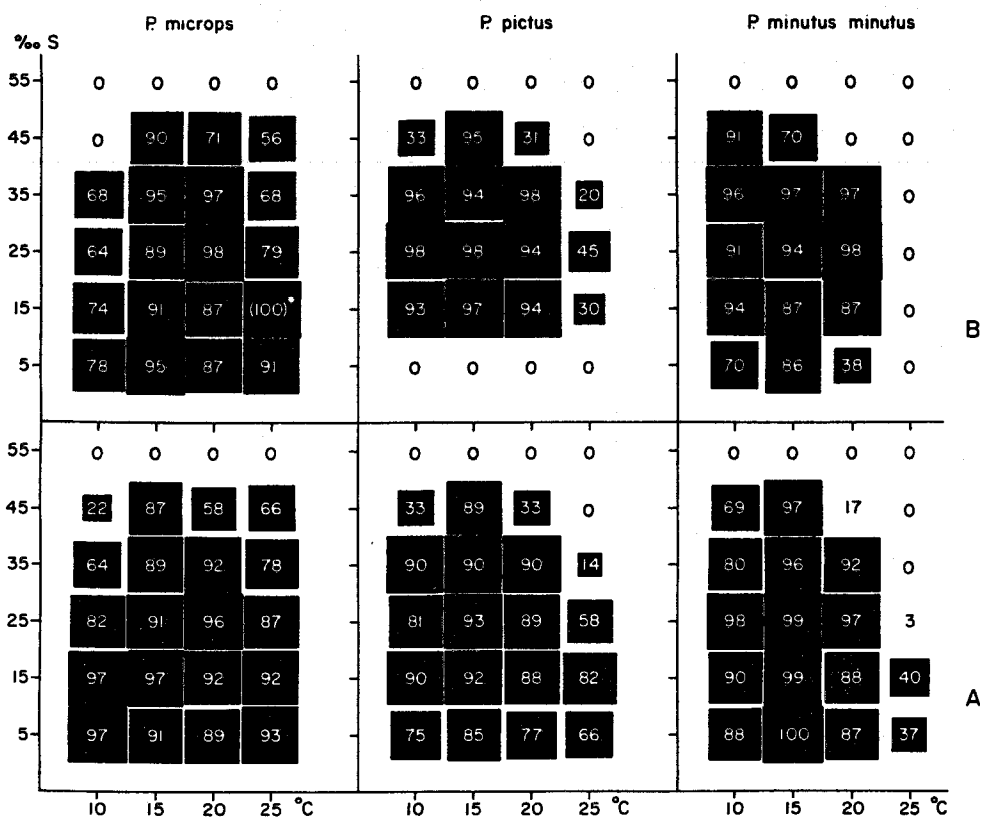 P. microps P. pictus P. minutus minutus
‰ S
55 0 0 0 0 0 0 0 0 0 0 0 0
45 0 90 71 56 33 95 31 0 91 70 0 0
35 68 95 97 68 96 94 98 20 96 97 97 0
25 64 89 98 79 98 98 94 45 91 94 98 0
15 74 91 87 (100)* 93 97 94 30 94 87 87 0
B
5 78 95 87 91 0 0 0 0 70 86 38 0
55 0 0 0 0 0 0 0 0 0 0 0 0
45 22 87 58 66 33 89 33 0 69 97 17 0
35 64 89 92 78 90 90 90 14 80 96 92 0
25 82 91 96 87 81 93 89 58 98 99 97 3
15 97 97 92 92 90 92 88 82 90 99 88 40
A
5 97 91 89 93 75 85 77 66 88 100 87 37
10 15 20 25 °C 10 15 20 25 °C 10 15 20 25 °C